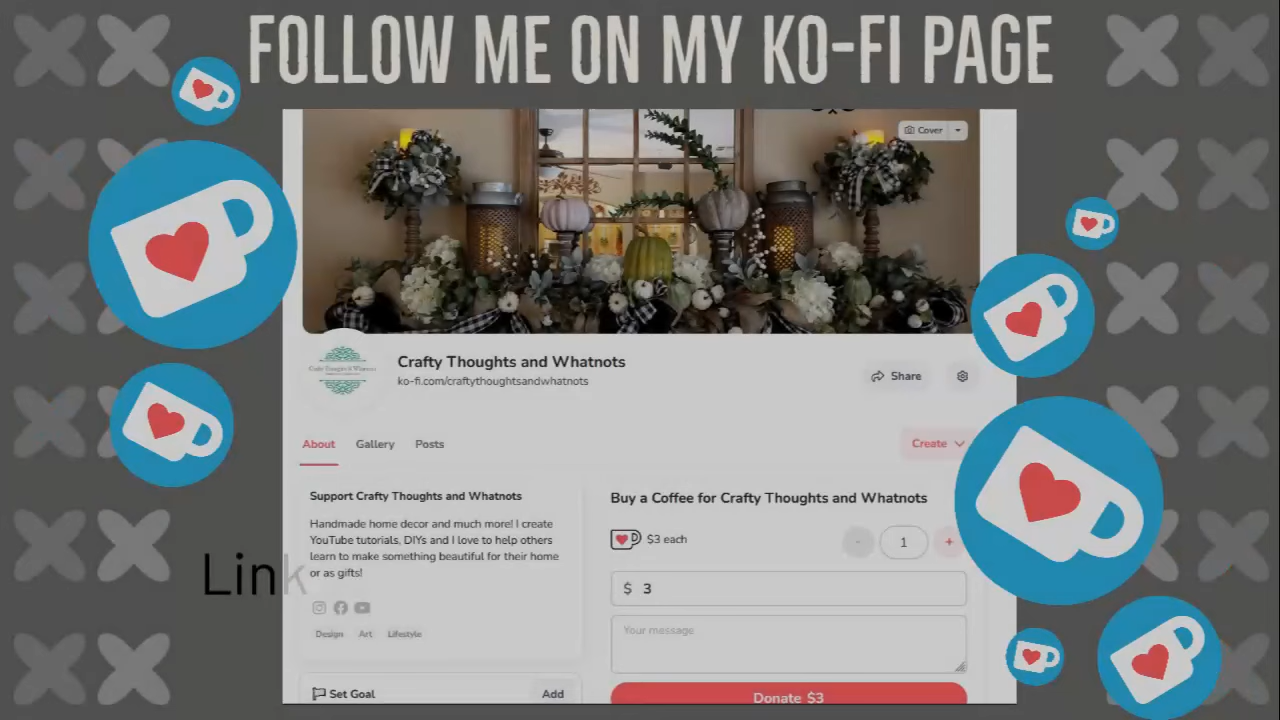 FOLLOW ME ON MY KO-FI PAGE
Cover
Crafty Thoughts and Whatnots
ko-fi.com/craftythoughtsandwhatnots
Share
About Gallery Posts
Create
Support Crafty Thoughts and Whatnots
Handmade home decor and much more! I create
YouTube tutorials, DIYs and I love to help others
learn to make something beautiful for their home
or as gifts!
Design Art Lifestyle
Set Goal Add
Buy a Coffee for Crafty Thoughts and Whatnots
$3 each
- 1 +
$ 3
Your message
Donate $3
Link